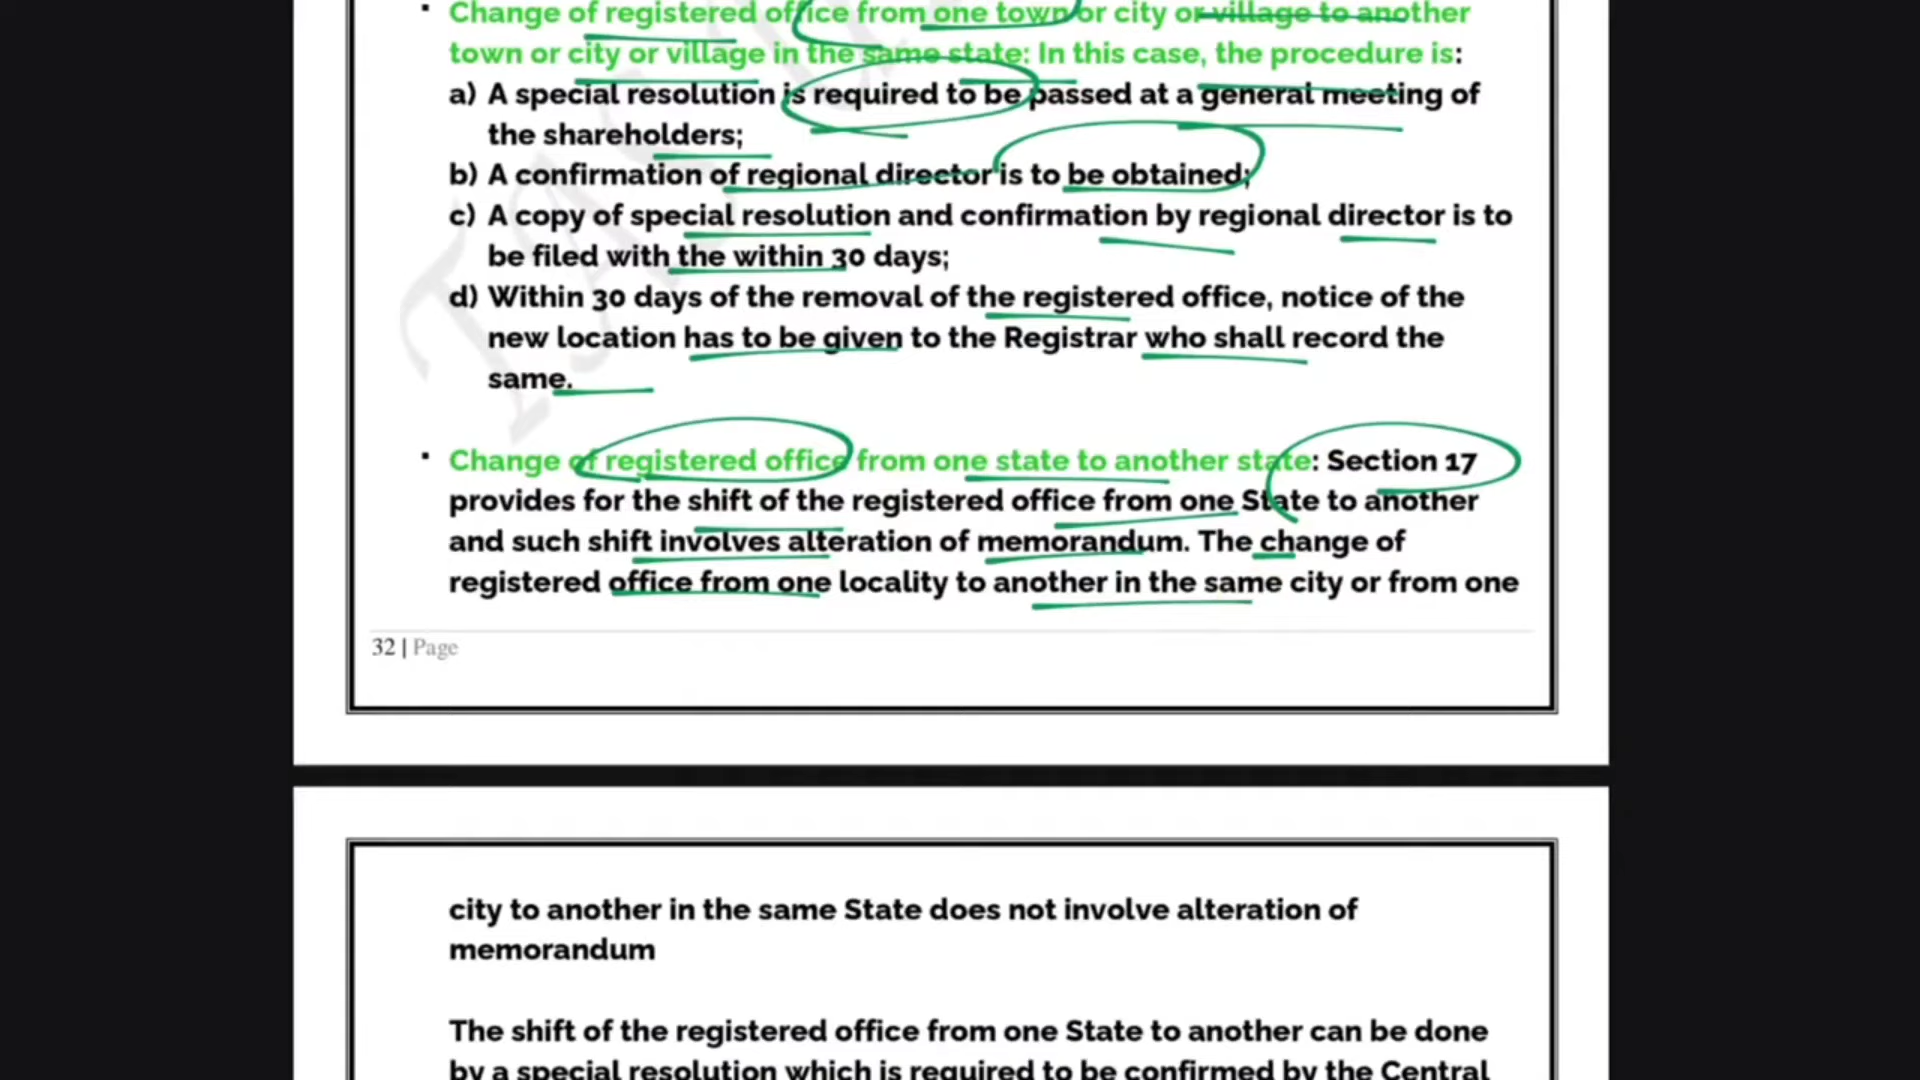 Change of registered office from one town or city or village to another
town or city or village in the same state: In this case, the procedure is:
a) A special resolution is required to be passed at a general meeting of
the shareholders;
b) A confirmation of regional director is to be obtained;
c) A copy of special resolution and confirmation by regional director is to
be filed with the within 30 days;
d) Within 30 days of the removal of the registered office, notice of the
new location has to be given to the Registrar who shall record the
same.
Change of registered office from one state to another state: Section 17
provides for the shift of the registered office from one State to another
and such shift involves alteration of memorandum. The change of
registered office from one locality to another in the same city or from one
32 | Page
city to another in the same State does not involve alteration of
memorandum
The shift of the registered office from one State to another can be done
by a special resolution which is required to be confirmed by the Central